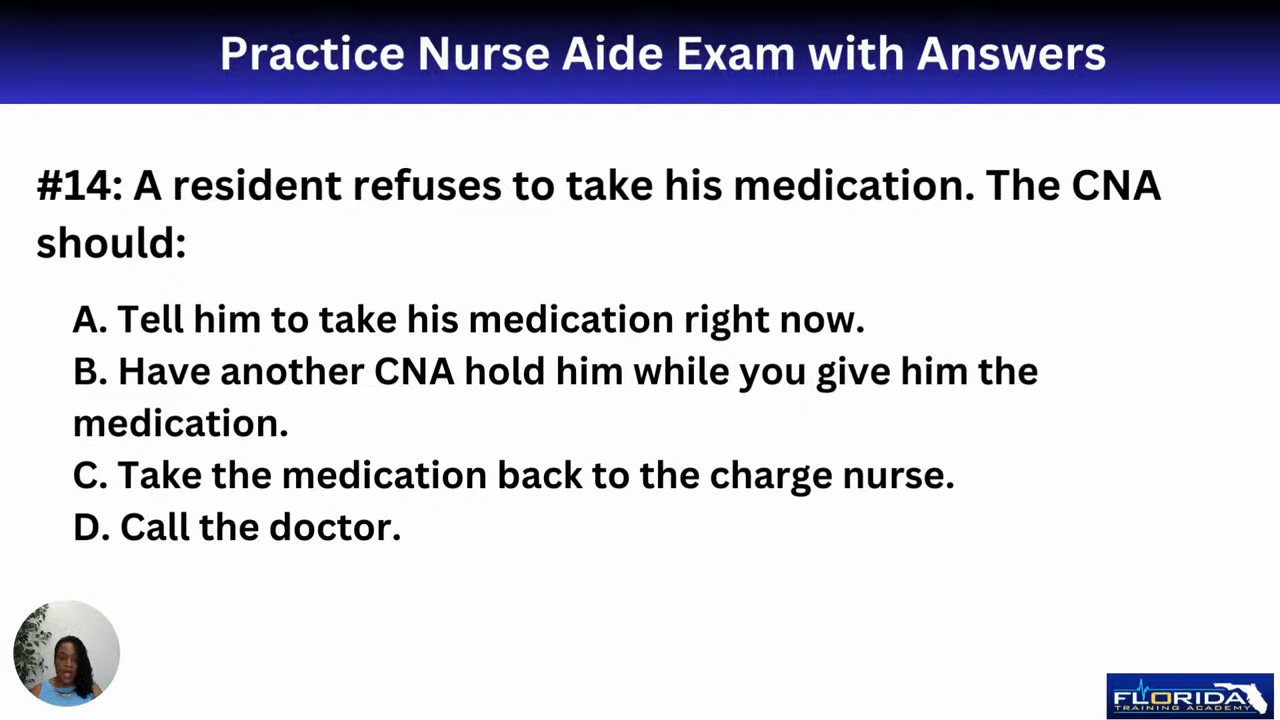 Practice Nurse Aide Exam with Answers
#14: A resident refuses to take his medication. The CNA
should:
A. Tell him to take his medication right now.
B. Have another CNA hold him while you give him the
medication.
C. Take the medication back to the charge nurse.
D. Call the doctor.
FLORIDA
TRAINING ACADEMY